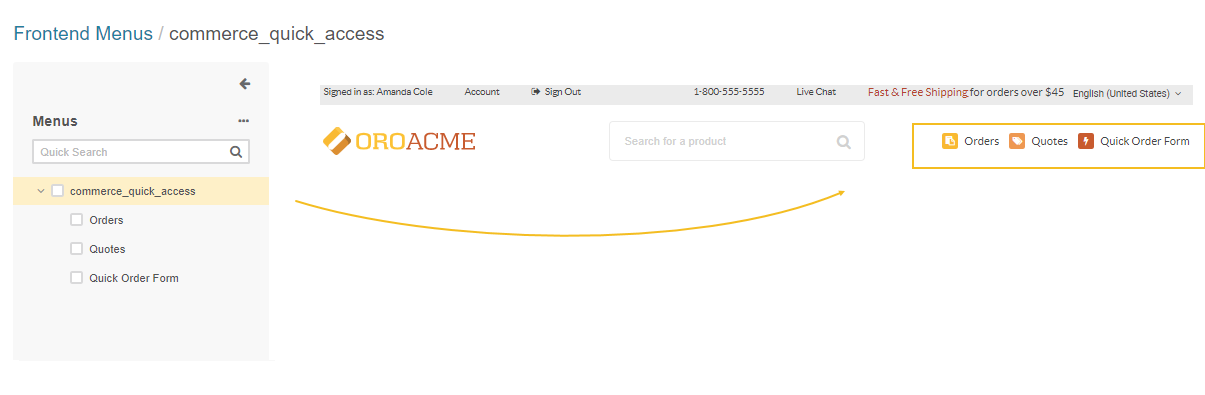 Frontend Menus / commerce_quick_access
Signed in as: Amanda Cole Account Sign Out 1-800-555-5555 Live Chat Fast & Free Shipping for orders over $45 English (United States)
Menus ...
OROACME Search for a product Orders Quotes Quick Order Form
Quick Search
commerce_quick_access
Orders
Quotes
Quick Order Form